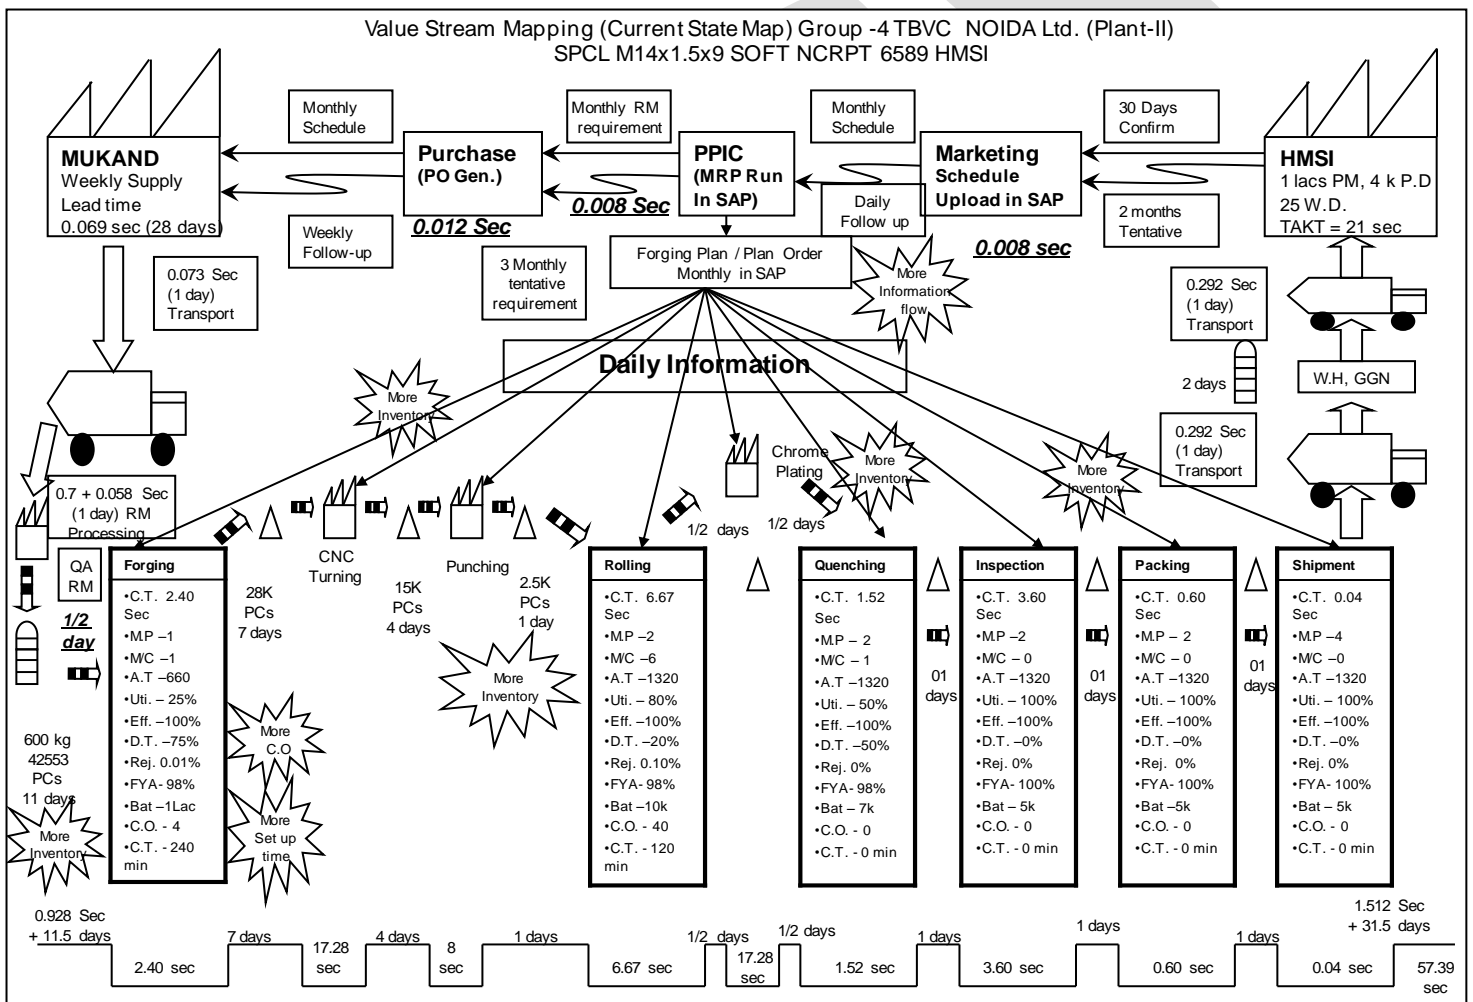 Value Stream Mapping (Current State Map) Group -4 TBVC NOIDA Ltd. (Plant-II)
SPCL M14x1.5x9 SOFT NCRPT 6589 HMSI
MUKAND
Weekly Supply
Lead time
0.069 sec (28 days)
Monthly
Schedule
Weekly
Follow-up
Purchase
(PO Gen.)
0.012 Sec
Monthly RM
requirement
0.008 Sec
3 Monthly
tentative
requirement
PPIC
(MRP Run
In SAP)
Monthly
Schedule
Daily
Follow up
Marketing
Schedule
Upload in SAP
0.008 sec
30 Days
Confirm
2 months
Tentative
HMSI
1 lacs PM, 4 k P.D
25 W.D.
TAKT = 21 sec
Forging Plan / Plan Order
Monthly in SAP
More
Information
flow
0.073 Sec
(1 day)
Transport
0.292 Sec
(1 day)
Transport
2 days
W.H, GGN
0.292 Sec
(1 day)
Transport
Daily Information
More
Inventory
Chrome
Plating
More
Inventory
More
Inventory
0.7 + 0.058 Sec
(1 day) RM
Processing
QA
RM
1/2
day
600 kg
42553
PCs
11 days
More
Inventory
CNC
Turning
Punching
28K
PCs
7 days
15K
PCs
4 days
2.5K
PCs
1 day
More
Inventory
1/2 days
1/2 days
More
C.O
More
Set up
time
Forging
•C.T. 2.40
Sec
•M.P –1
•M/C –1
•A.T –660
•Uti. – 25%
•Eff. –100%
•D.T. –75%
•Rej. 0.01%
•FYA- 98%
•Bat –1Lac
•C.O. - 4
•C.T. - 240
min
Rolling
•C.T. 6.67
Sec
•M.P –2
•M/C –6
•A.T –1320
•Uti. –80%
•Eff. –100%
•D.T. –20%
•Rej. 0.10%
•FYA- 98%
•Bat –10k
•C.O. - 40
•C.T. - 120
min
Quenching
•C.T. 1.52
Sec
•M.P – 2
•M/C – 1
•A.T –1320
•Uti. – 50%
•Eff. –100%
•D.T. –50%
•Rej. 0%
•FYA- 98%
•Bat – 7k
•C.O. - 0
•C.T. - 0 min
01
days
Inspection
•C.T. 3.60
Sec
•M.P –2
•M/C –0
•A.T –1320
•Uti. –100%
•Eff. –100%
•D.T. –0%
•Rej. 0%
•FYA- 100%
•Bat – 5k
•C.O.- 0
•C.T. - 0 min
01
days
Packing
•C.T. 0.60
Sec
•M.P – 2
•M/C –0
•A.T –1320
•Uti. – 100%
•Eff. –100%
•D.T. –0%
•Rej. 0%
•FYA- 100%
•Bat –5k
•C.O. - 0
•C.T. - 0 min
01
days
Shipment
•C.T. 0.04
Sec
•M.P –4
•M/C –0
•A.T –1320
•Uti. – 100%
•Eff. –100%
•D.T. –0%
•Rej. 0%
•FYA- 100%
•Bat – 5k
•C.O. –0
•C.T. - 0 min
0.928 Sec
+ 11.5 days
2.40 sec
7 days
17.28
sec
4 days
8
sec
1 days
6.67 sec
1/2 days
17.28
sec
1/2 days
1.52 sec
1 days
3.60 sec
1 days
0.60 sec
1 days
0.04 sec
1.512 Sec
+ 31.5 days
57.39
sec